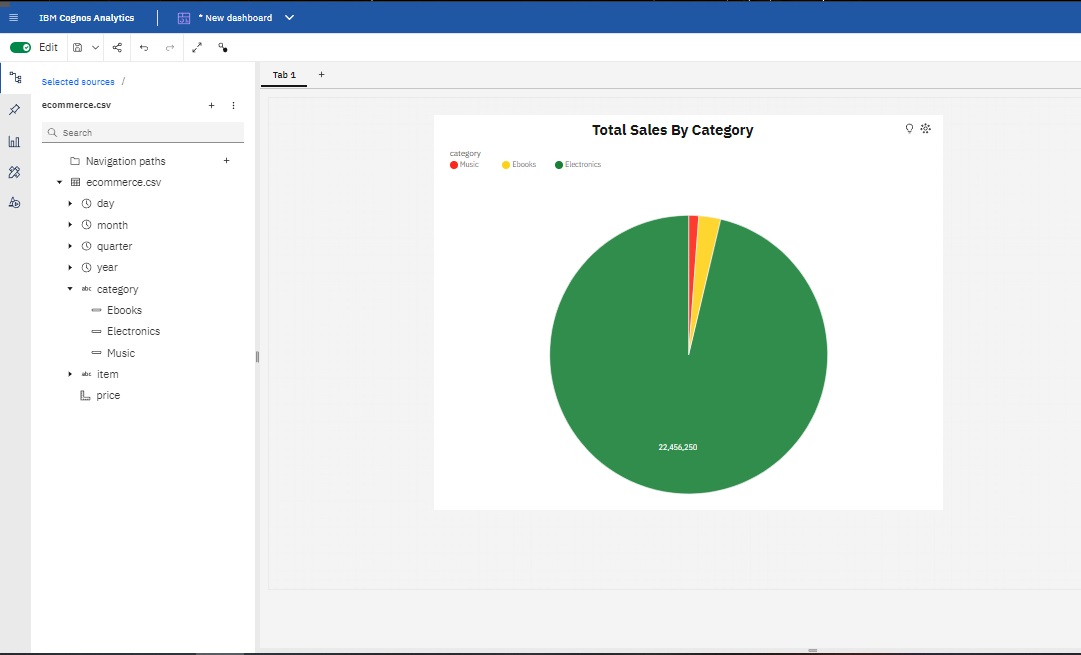 IBM Cognos Analytics
* New dashboard
Edit
Selected sources /
ecommerce.csv
Search
Navigation paths
ecommerce.csv
day
month
quarter
year
abc category
Ebooks
Electronics
Music
abc item
price
Tab 1
Total Sales By Category
category
Music Ebooks Electronics
22,456,250